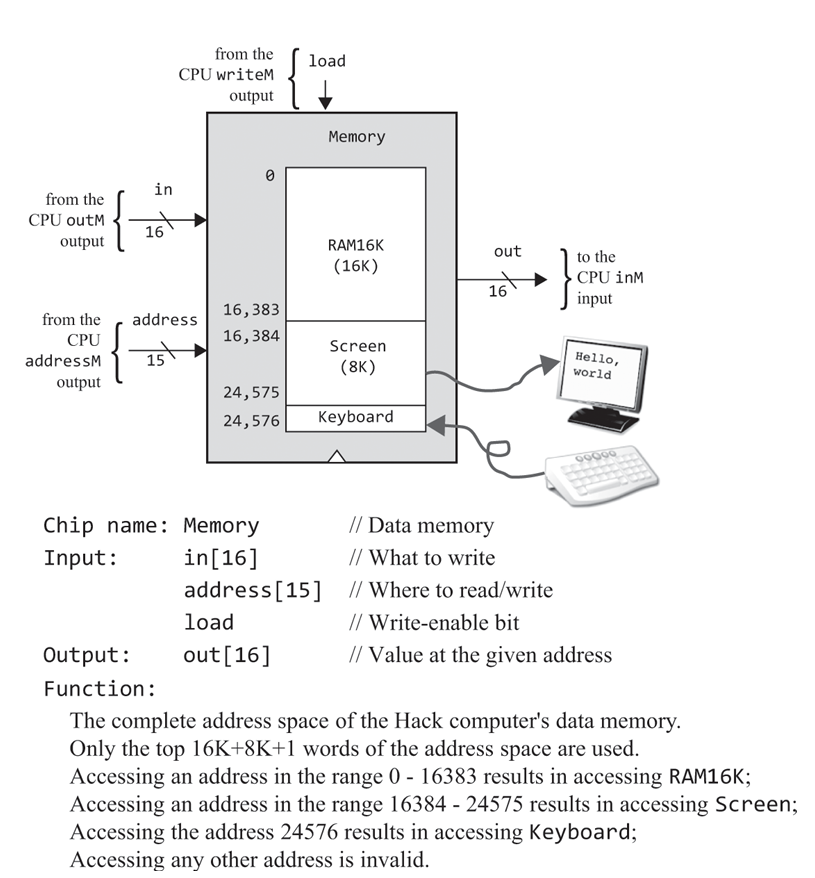 from the
CPU writeM
output
load
Memory
0
in
from the
CPU outM
output
16
RAM16K
(16K)
out
16
to the
CPU inM
input
16,383
from the
CPU
addressM
output
address
15
16,384
Screen
(8K)
Hello,
world
24,575
24,576
Keyboard
Chip name: Memory // Data memory
Input: in[16] // What to write
address[15] // Where to read/write
load // Write-enable bit
Output: out[16] // Value at the given address
Function:
The complete address space of the Hack computer's data memory.
Only the top 16K+8K+1 words of the address space are used.
Accessing an address in the range 0 - 16383 results in accessing RAM16K;
Accessing an address in the range 16384 - 24575 results in accessing Screen;
Accessing the address 24576 results in accessing Keyboard;
Accessing any other address is invalid.